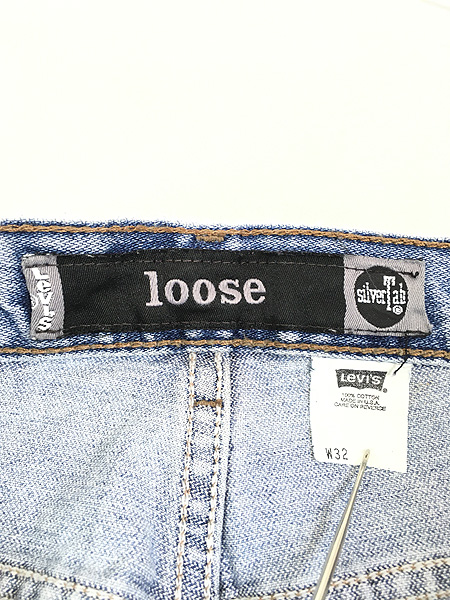 LEVI'S
loose
silverTab
®
LEVI'S
®
100% COTTON
MADE IN U.S.A.
CARE ON REVERSE
W32